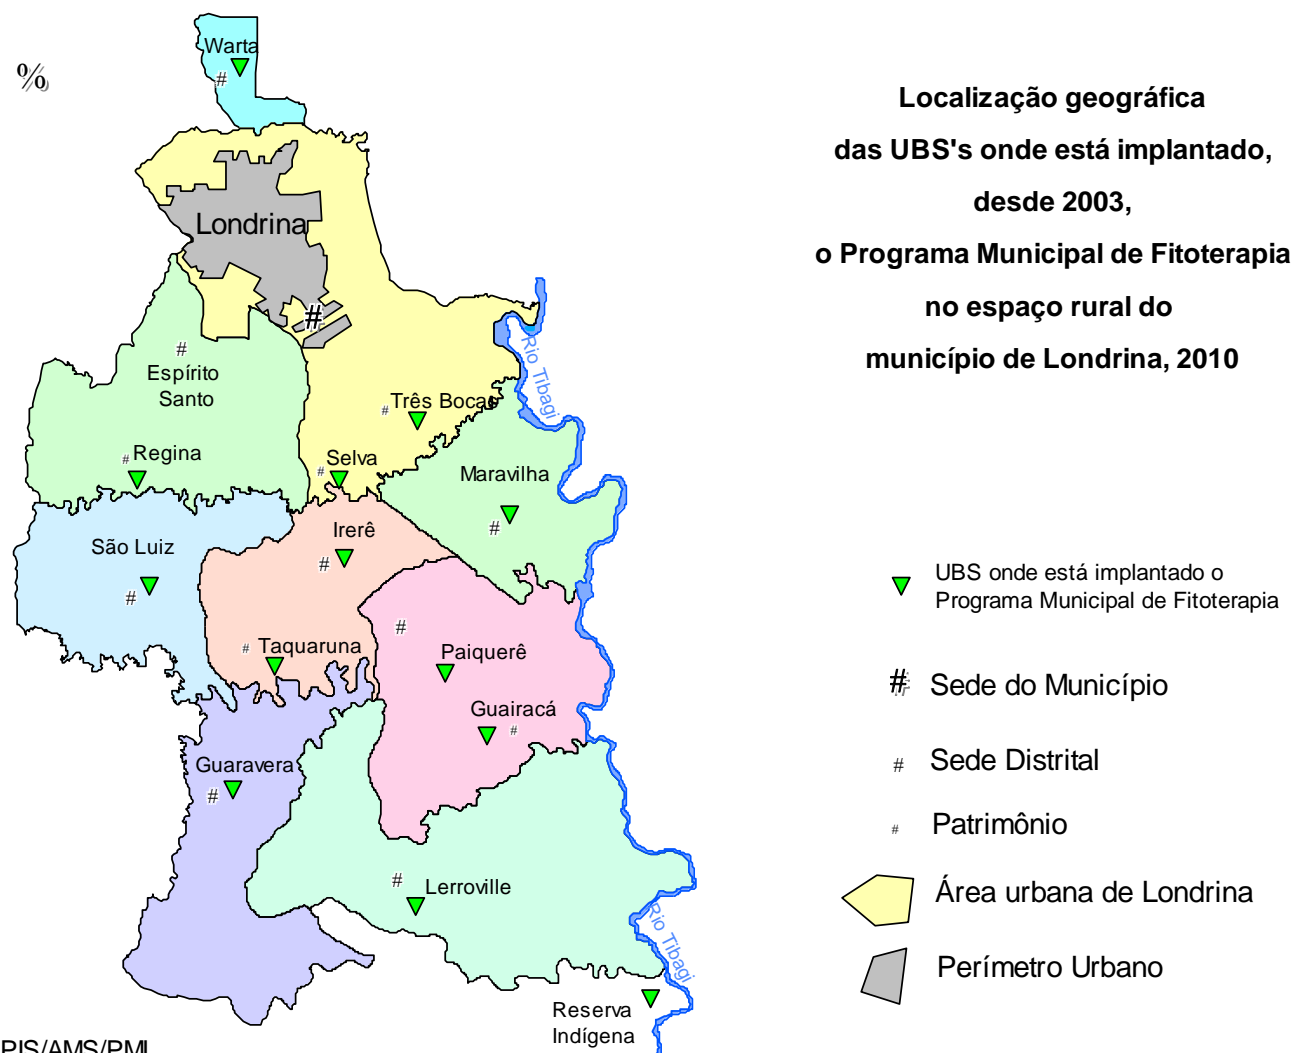 %
Warta
#
Londrina
#
#
Espírito
Santo
# Três Bocas
# Regina
# Selva
Maravilha
#
Irerê
#
São Luiz
#
# Taquaruna
#
Paiquerê
Guairacá
#
Guaravera
#
# Lerroville
Reserva
Indígena
Rio Tibagi
Rio Tibagi
PIS/AMS/PML
Localização geográfica
das UBS's onde está implantado,
desde 2003,
o Programa Municipal de Fitoterapia
no espaço rural do
município de Londrina, 2010
UBS onde está implantado o
Programa Municipal de Fitoterapia
# Sede do Município
# Sede Distrital
# Patrimônio
Área urbana de Londrina
Perímetro Urbano